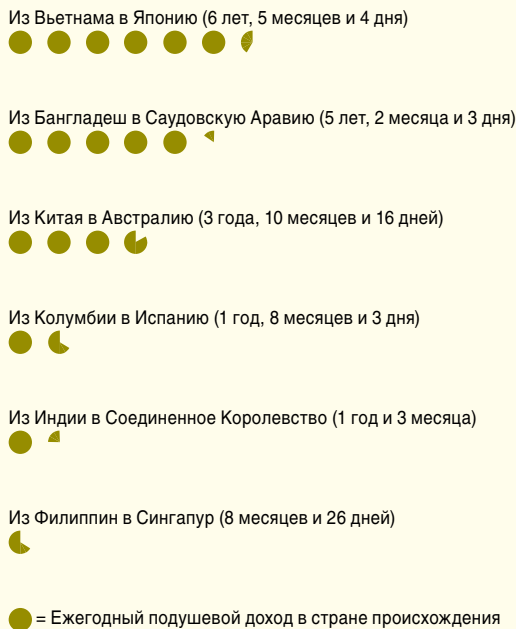 Из Вьетнама в Японию (6 лет, 5 месяцев и 4 дня)
Из Бангладеш в Саудовскую Аравию (5 лет, 2 месяца и 3 дня)
Из Китая в Австралию (3 года, 10 месяцев и 16 дней)
Из Колумбии в Испанию (1 год, 8 месяцев и 3 дня)
Из Индии в Соединенное Королевство (1 год и 3 месяца)
Из Филиппин в Сингапур (8 месяцев и 26 дней)
= Ежегодный подушевой доход в стране происхождения